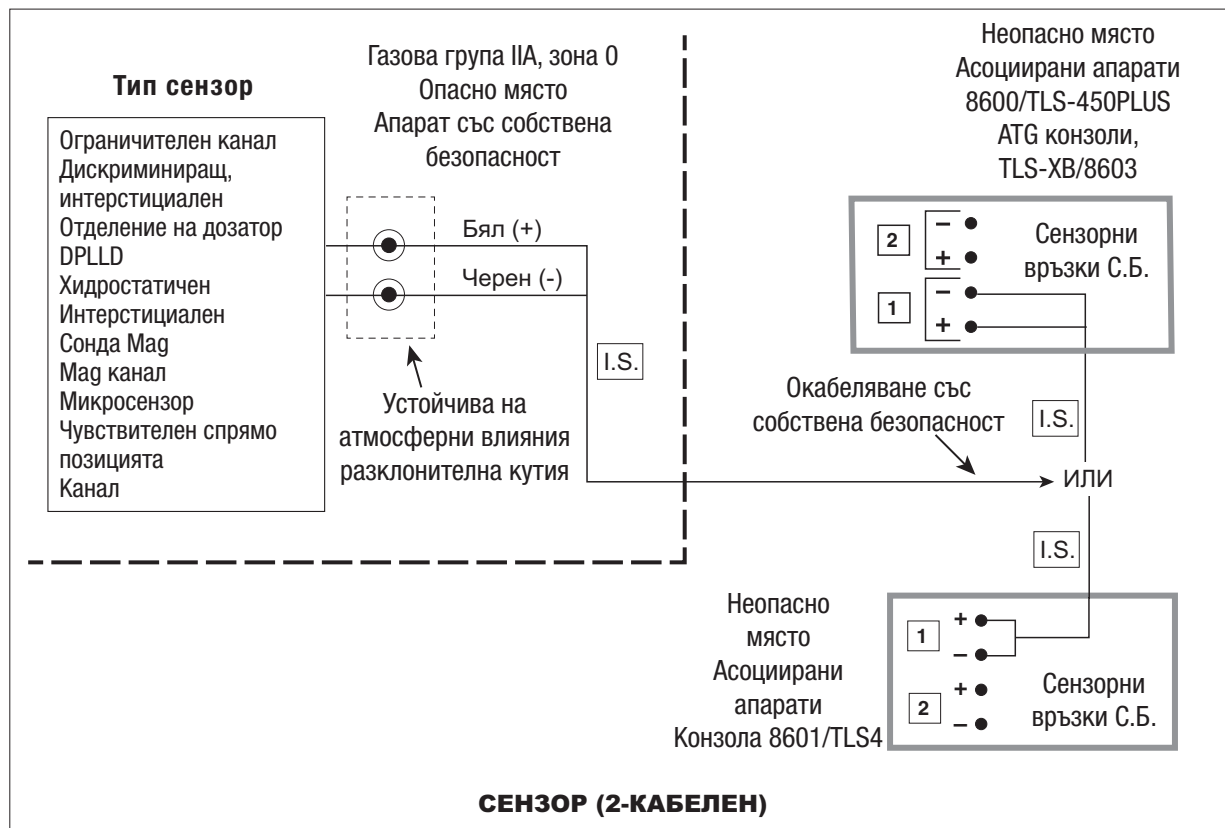 Тип сензор
Ограничителен канал
Дискриминиращ,
интерстициален
Отделение на дозатор
DPLLD
Хидростатичен
Интерстициален
Сонда Mag
Mag канал
Микросензор
Чувствителен спрямо
позицията
Канал
Газова група IIA, зона 0
Опасно място
Апарат със собствена
безопасност
Бял (+)
Черен (-)
I.S.
Устойчива на
атмосферни влияния
разклонителна кутия
Неопасно място
Асоциирани апарати
8600/TLS-450PLUS
ATG конзоли,
TLS-XB/8603
2
–
+
1
–
+
Сензорни
връзки С.Б.
Окабеляване със
собствена безопасност
I.S.
ИЛИ
I.S.
Неопасно
място
Асоциирани
апарати
Конзола 8601/TLS4
1
+
–
2
+
–
Сензорни
връзки С.Б.
СЕНЗОР (2-КАБЕЛЕН)